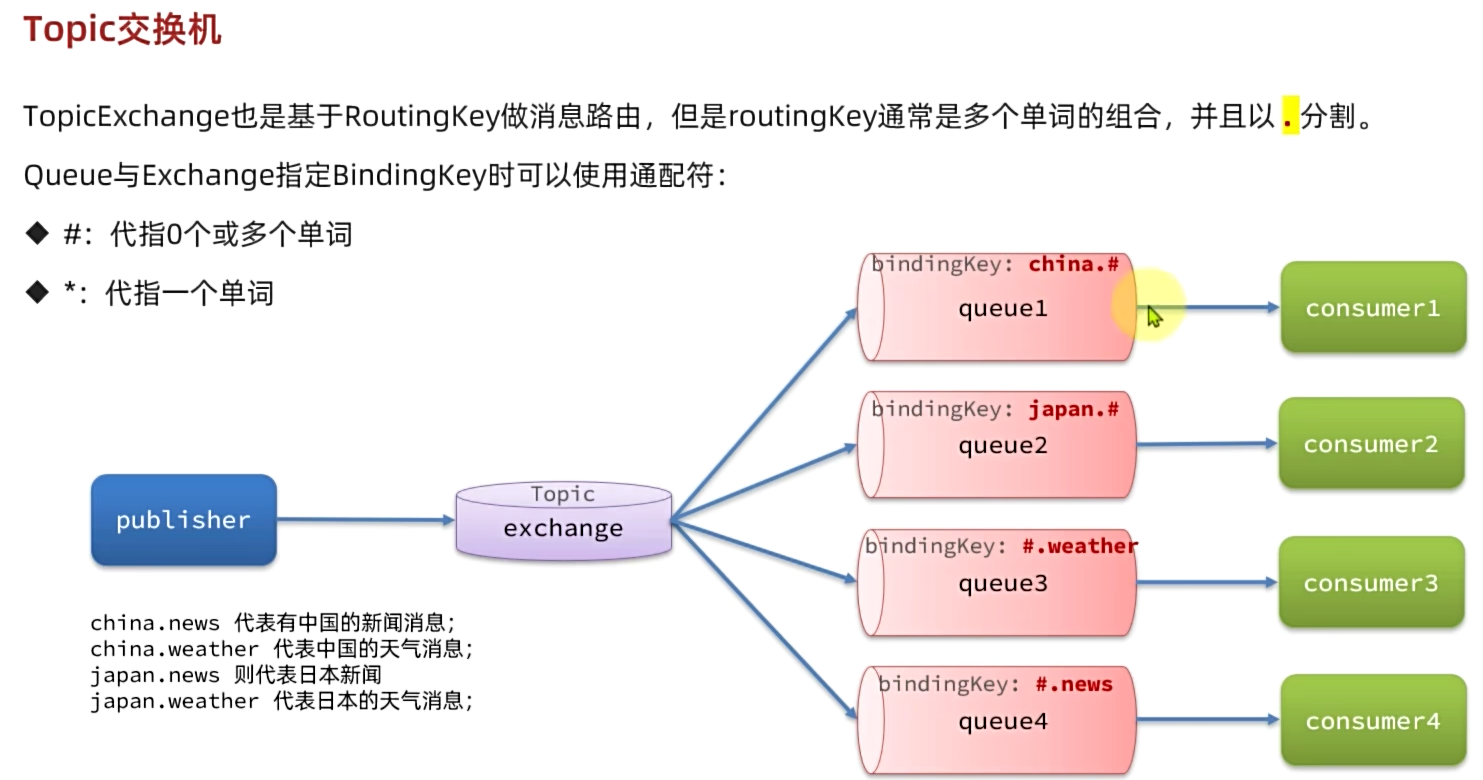 Topic交换机
TopicExchange也是基于RoutingKey做消息路由，但是routingKey通常是多个单词的组合，并且以 . 分割。
Queue与Exchange指定BindingKey时可以使用通配符：
◆ #：代指0个或多个单词
◆ *：代指一个单词
bindingKey: china.#
queue1
consumer1
bindingKey: japan.#
queue2
consumer2
publisher
Topic
exchange
bindingKey: #.weather
queue3
consumer3
china.news 代表有中国的新闻消息；
china.weather 代表中国的天气消息；
japan.news 则代表日本新闻
japan.weather 代表日本的天气消息；
bindingKey: #.news
queue4
consumer4